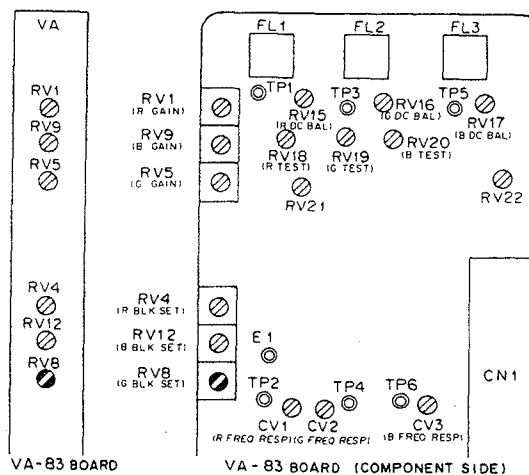 VA
RV1
RV9
RV5
RV4
RV12
RV8
VA-83 BOARD
FL1
FL2
FL3
TP1
TP3
TP5
RV15
(R DC BAL)
RV16
(G DC BAL)
RV17
(B DC BAL)
RV1
(R GAIN)
RV9
(B GAIN)
RV5
(G GAIN)
RV18
(R TEST)
RV19
(G TEST)
RV20
(B TEST)
RV21
RV22
RV4
(R BLK SET)
RV12
(B BLK SET)
RV8
(G BLK SET)
E1
CN1
TP2
TP4
TP6
CV1
(R FREQ RESP)
CV2
(G FREQ RESP)
CV3
(B FREQ RESP)
VA-83 BOARD (COMPONENT SIDE)